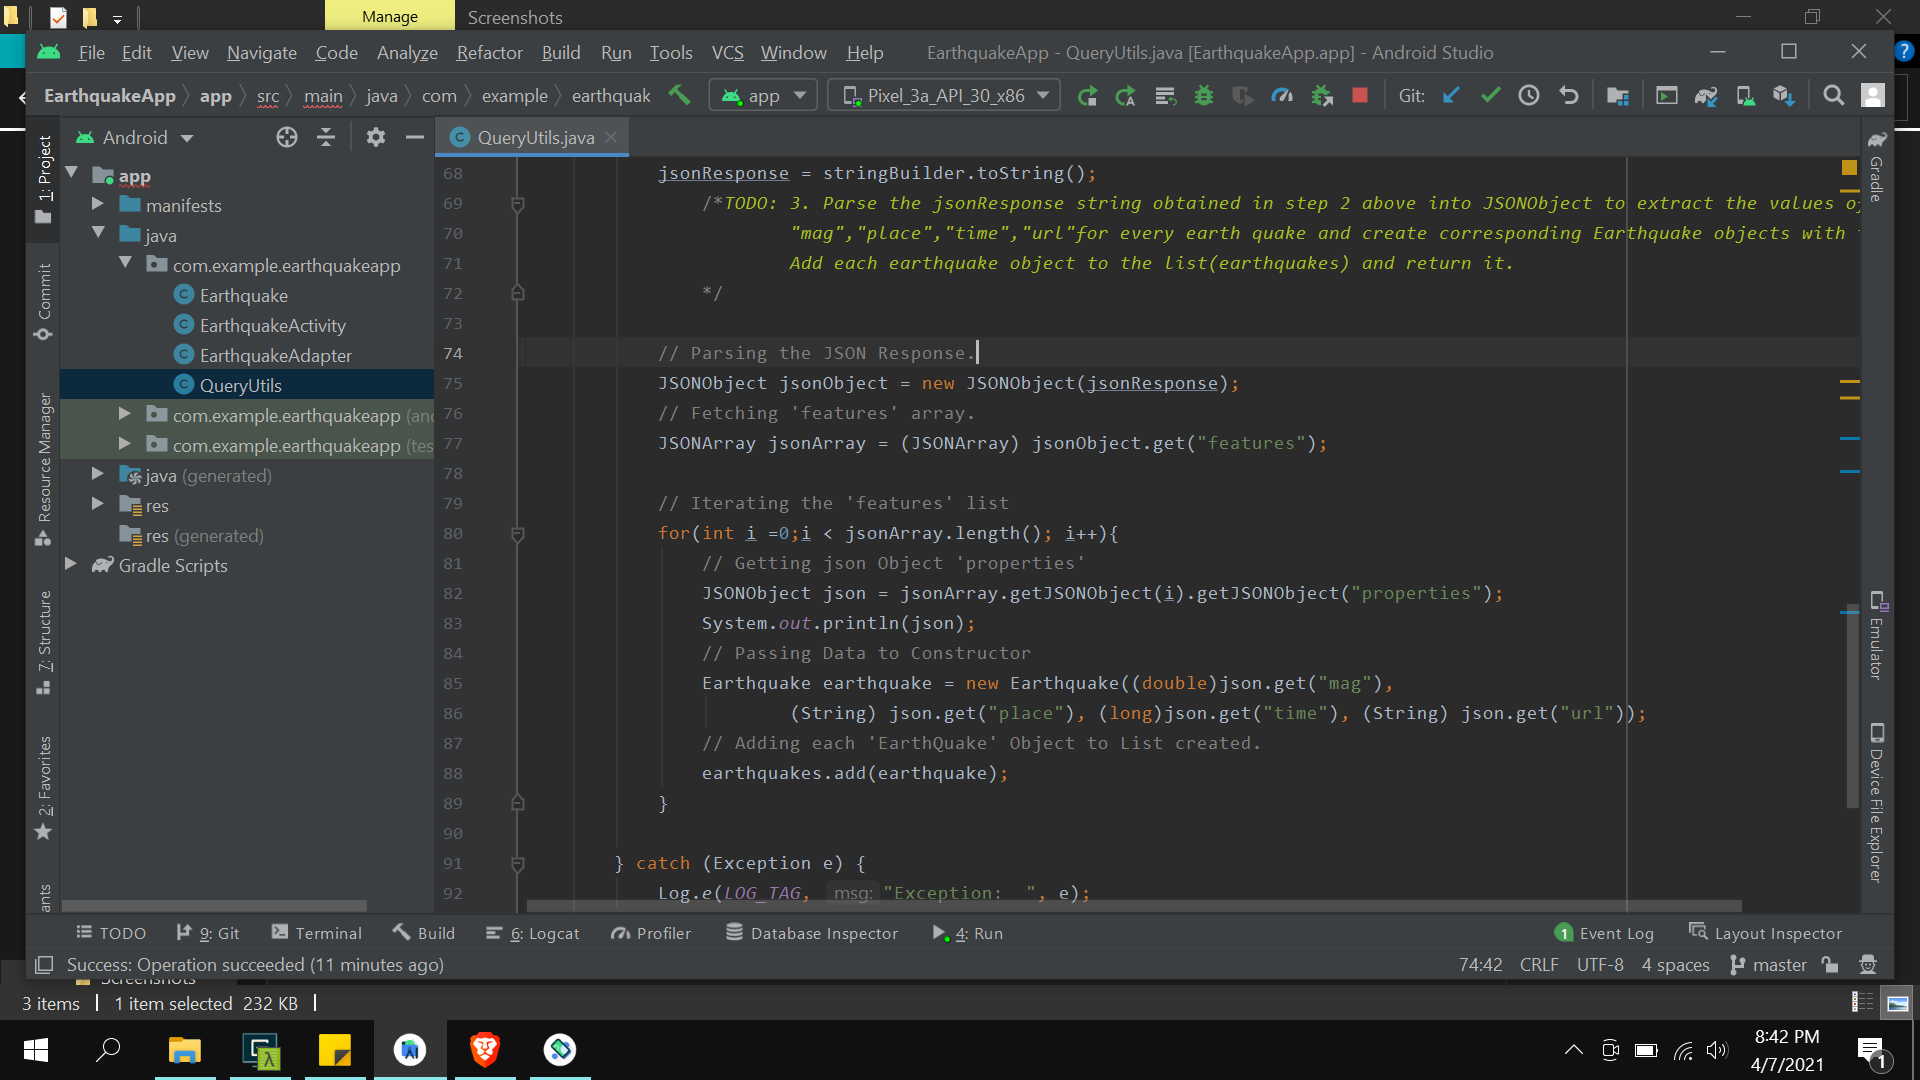 Manage Screenshots
File Edit View Navigate Code Analyze Refactor Build Run Tools VCS Window Help EarthquakeApp - QueryUtils.java [EarthquakeApp.app] - Android Studio
EarthquakeApp app src main java com example earthquak app Pixel_3a_API_30_x86 Git:
Android QueryUtils.java
1: Project
Commit
Resource Manager
7: Structure
2: Favorites
app
manifests
java
com.example.earthquakeapp
Earthquake
EarthquakeActivity
EarthquakeAdapter
QueryUtils
com.example.earthquakeapp
com.example.earthquakeapp
java (generated)
res
res (generated)
Gradle Scripts
68 jsonResponse = stringBuilder.toString();
69 /*TODO: 3. Parse the jsonResponse string obtained in step 2 above into JSONObject to extract the values
70 "mag","place","time","url"for every earth quake and create corresponding Earthquake objects with
71 Add each earthquake object to the list(earthquakes) and return it.
72 */
73
74 // Parsing the JSON Response.
75 JSONObject jsonObject = new JSONObject(jsonResponse);
76 // Fetching 'features' array.
77 JSONArray jsonArray = (JSONArray) jsonObject.get("features");
78
79 // Iterating the 'features' list
80 for(int i =0;i < jsonArray.length(); i++){
81 // Getting json Object 'properties'
82 JSONObject json = jsonArray.getJSONObject(i).getJSONObject("properties");
83 System.out.println(json);
84 // Passing Data to Constructor
85 Earthquake earthquake = new Earthquake((double)json.get("mag"),
86 (String) json.get("place"), (long)json.get("time"), (String) json.get("url"));
87 // Adding each 'EarthQuake' Object to List created.
88 earthquakes.add(earthquake);
89 }
90
91 } catch (Exception e) {
92 Log.e(LOG_TAG, msg: "Exception:  ", e);
Gradle
Emulator
Device File Explorer
TODO 9: Git Terminal Build 6: Logcat Profiler Database Inspector 4: Run 1 Event Log Layout Inspector
Success: Operation succeeded (11 minutes ago) 74:42 CRLF UTF-8 4 spaces master
Screenshots
3 items 1 item selected 232 KB
8:42 PM
4/7/2021
1